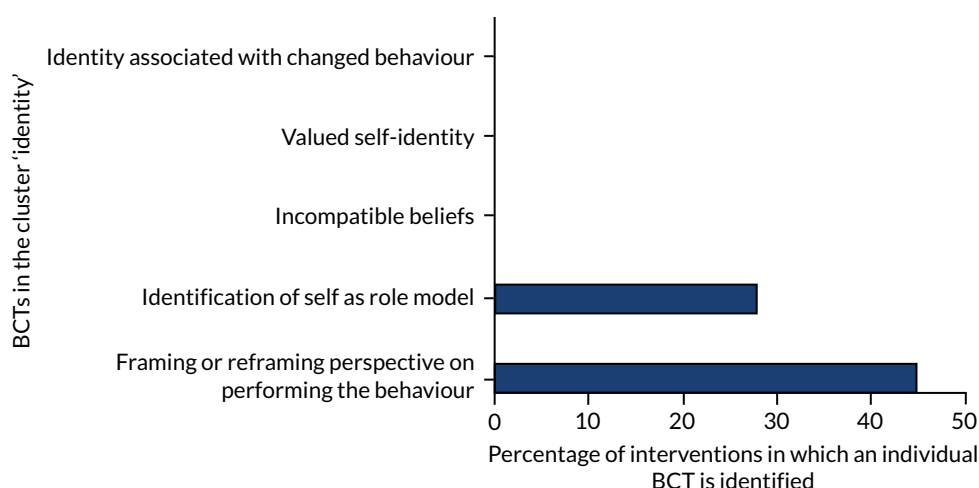 BCTs in the cluster ‘identity’
Identity associated with changed behaviour
Valued self-identity
Incompatible beliefs
Identification of self as role model
Framing or reframing perspective on
performing the behaviour
0 10 20 30 40 50
Percentage of interventions in which an individual
BCT is identified